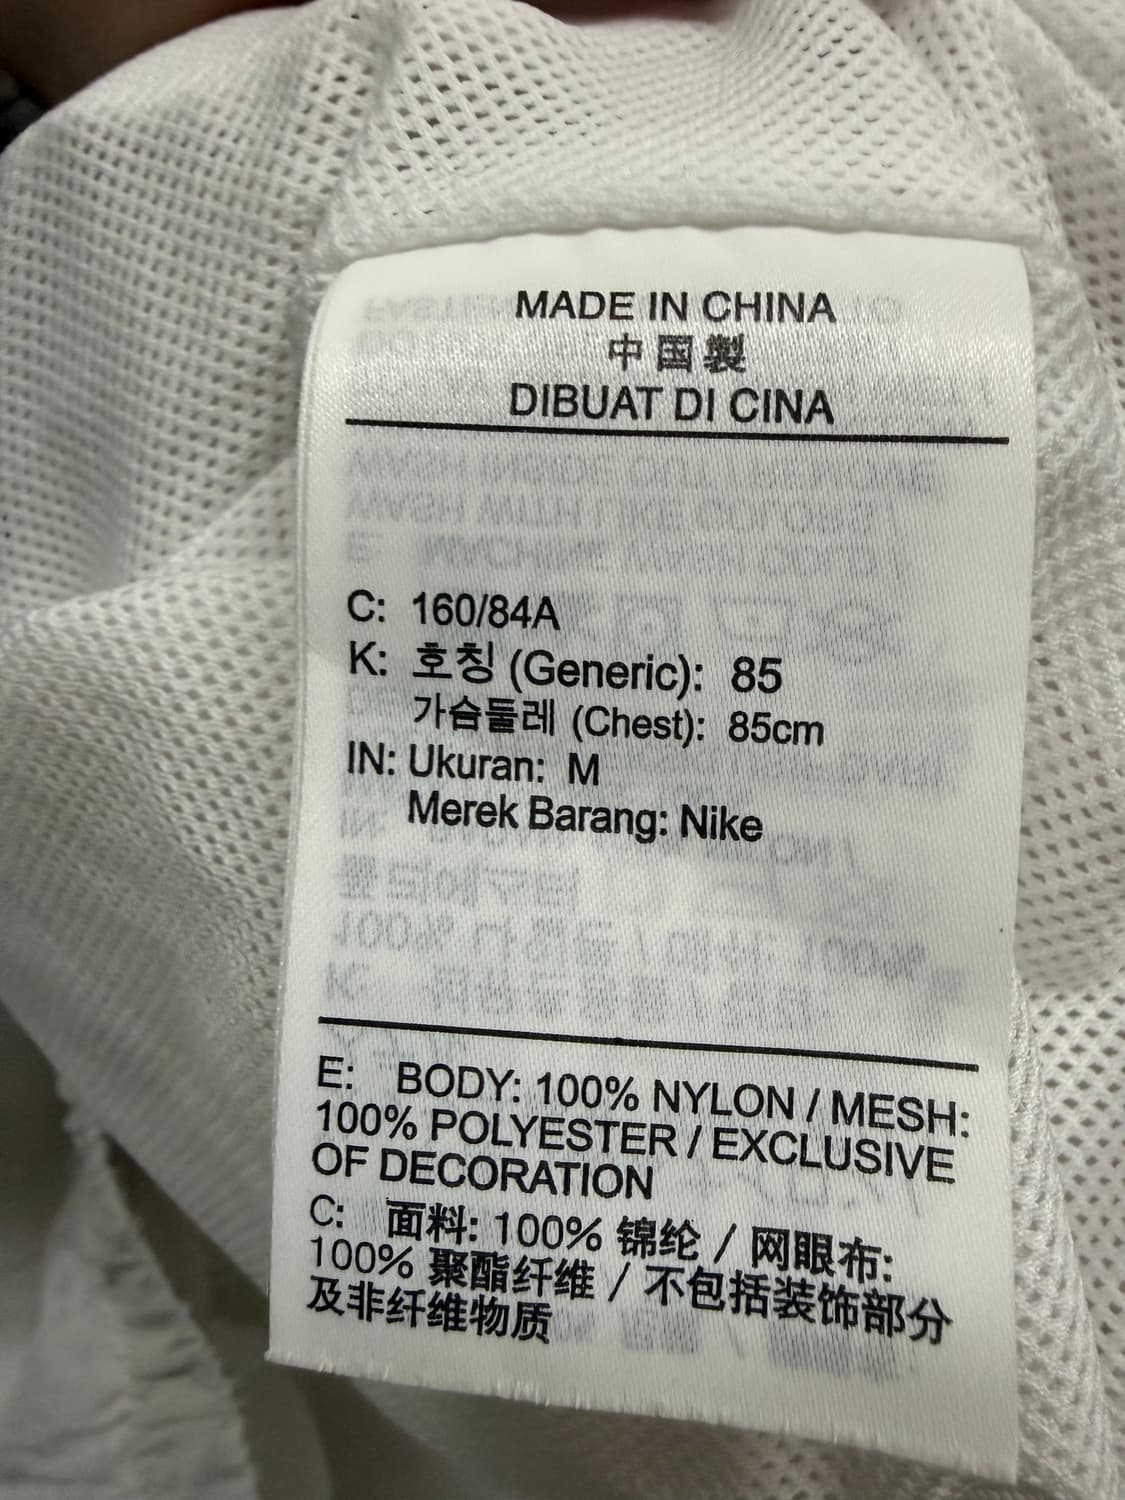 MADE IN CHINA
中国製
DIBUAT DI CINA
C: 160/84A
K: 호칭 (Generic): 85
가슴둘레 (Chest): 85cm
IN: Ukuran: M
Merek Barang: Nike
E: BODY: 100% NYLON / MESH:
100% POLYESTER / EXCLUSIVE
OF DECORATION
C: 面料: 100% 锦纶 / 网眼布:
100% 聚酯纤维 / 不包括装饰部分
及非纤维物质